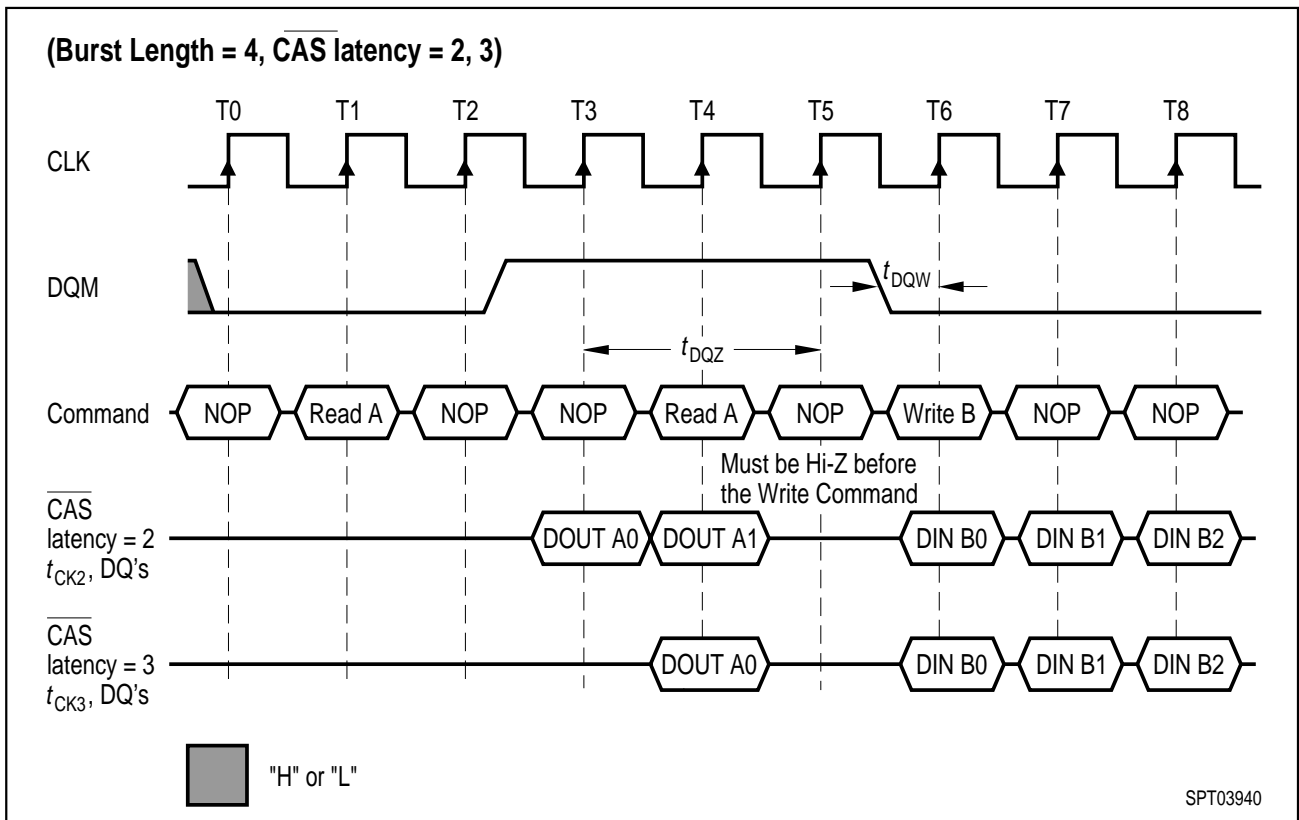 (Burst Length = 4, CAS latency = 2, 3)
T0 T1 T2 T3 T4 T5 T6 T7 T8
CLK
DQM
tDQW
tDQZ
Command NOP Read A NOP NOP Read A NOP Write B NOP NOP
Must be Hi-Z before
the Write Command
CAS
latency = 2
tCK2, DQ's
DOUT A0 DOUT A1 DIN B0 DIN B1 DIN B2
CAS
latency = 3
tCK3, DQ's
DOUT A0 DIN B0 DIN B1 DIN B2
"H" or "L"
SPT03940